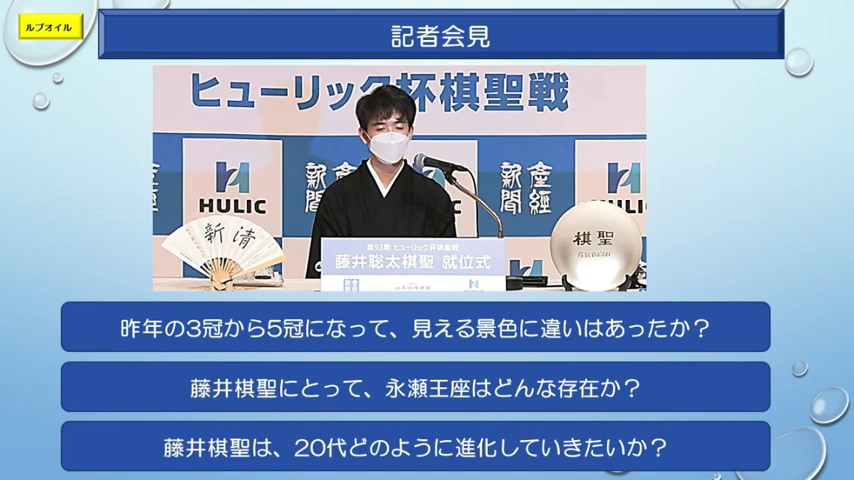 ルブオイル
記者会見
ヒューリック杯棋聖戦
HULIC
産経新聞
産経新聞
HULIC
新清
棋聖
第93期 ヒューリック杯棋聖戦
藤井聡太棋聖 就位式
昨年の3冠から5冠になって、見える景色に違いはあったか？
藤井棋聖にとって、永瀬王座はどんな存在か？
藤井棋聖は、20代どのように進化していきたいか？